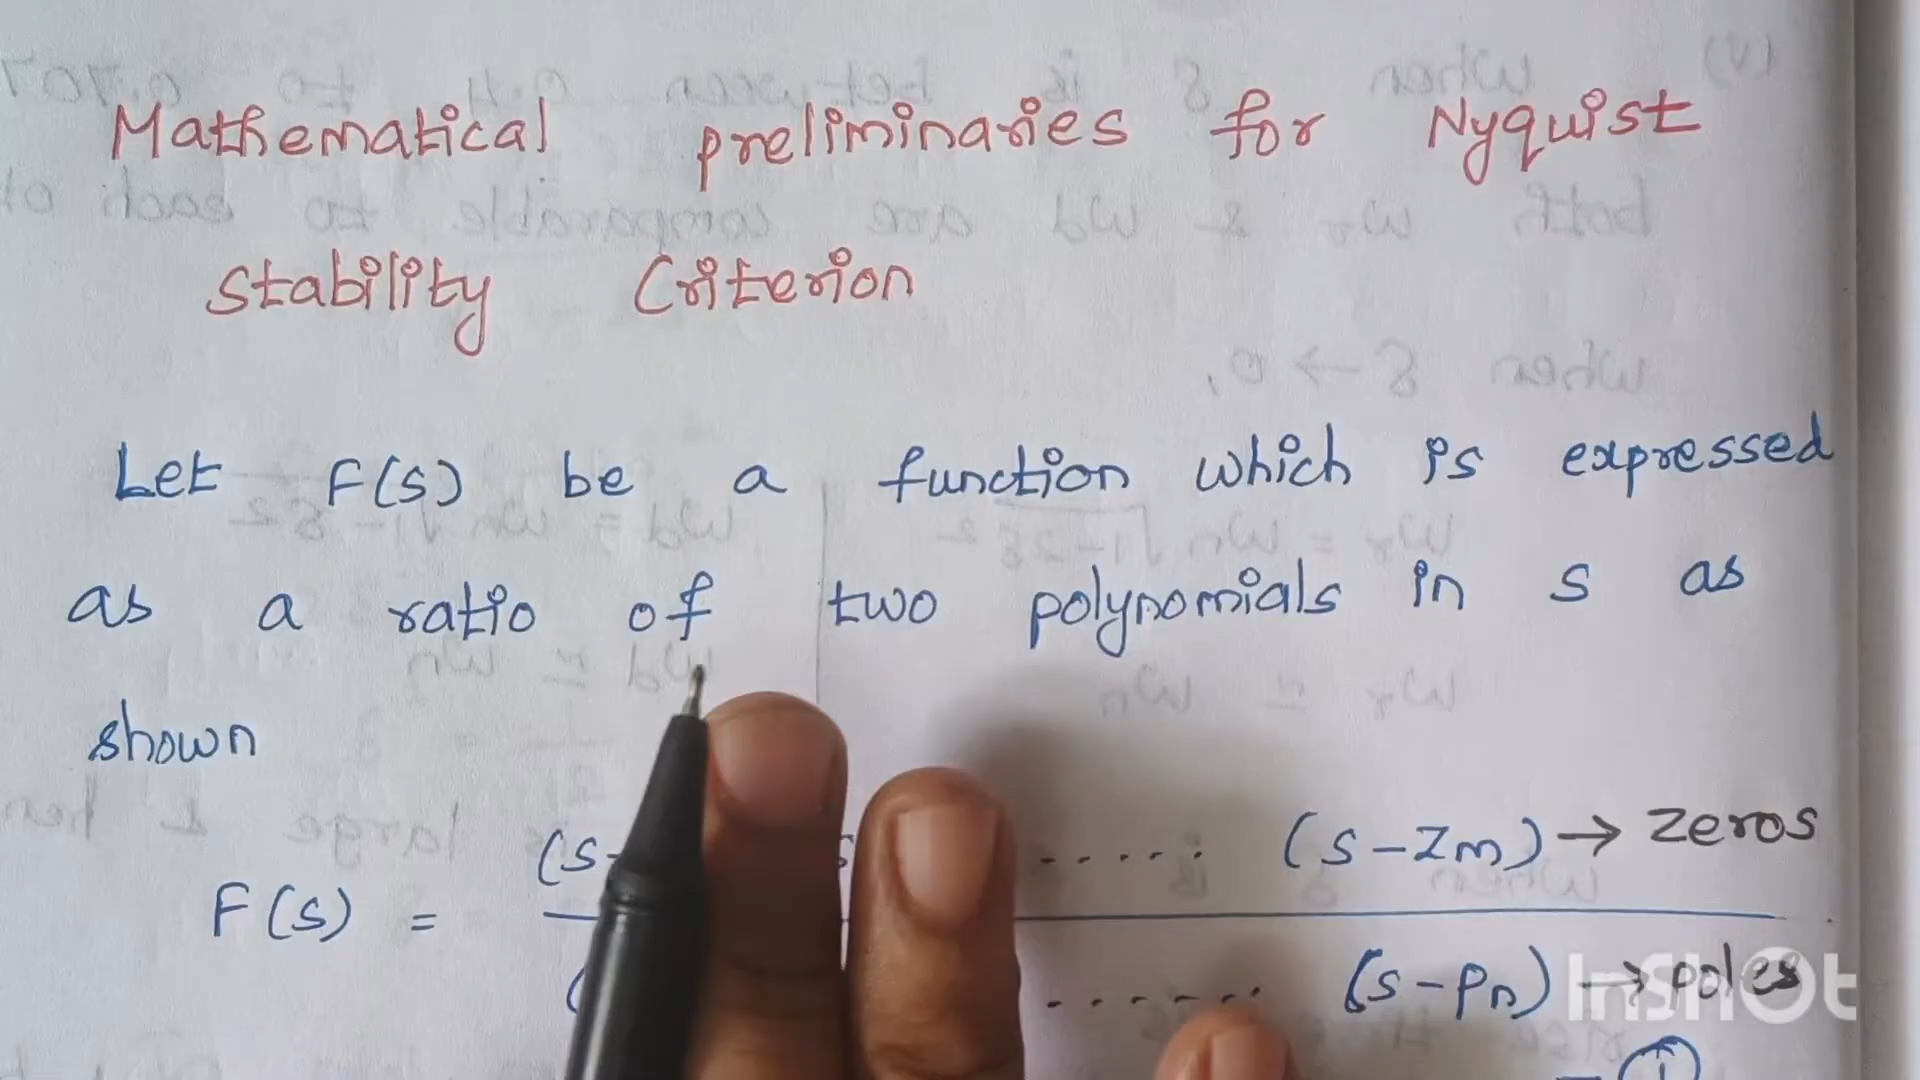 Mathematical preliminaries for Nyquist
Stability Criterion
Let F(s) be a function which is expressed
as a ratio of two polynomials in s as
shown
(s- s ..... (s-Zm) → zeros
F(s) =
( ...... (s-pn) → poles
InShOt